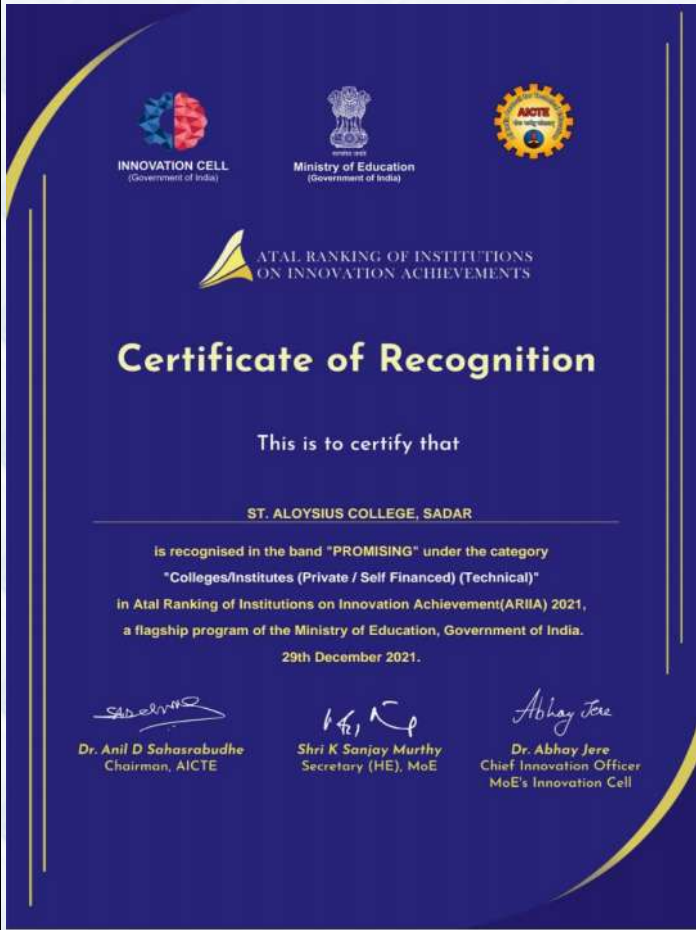 INNOVATION CELL
(Government of India)
सत्यमेव जयते
Ministry of Education
(Government of India)
AICTE
ATAL RANKING OF INSTITUTIONS
ON INNOVATION ACHIEVEMENTS
Certificate of Recognition
This is to certify that
ST. ALOYSIUS COLLEGE, SADAR
is recognised in the band "PROMISING" under the category
"Colleges/Institutes (Private / Self Financed) (Technical)"
in Atal Ranking of Institutions on Innovation Achievement(ARIIA) 2021,
a flagship program of the Ministry of Education, Government of India.
29th December 2021.
Abhay Jere
Dr. Anil D Sahasrabudhe
Chairman, AICTE
Shri K Sanjay Murthy
Secretary (HE), MoE
Dr. Abhay Jere
Chief Innovation Officer
MoE's Innovation Cell